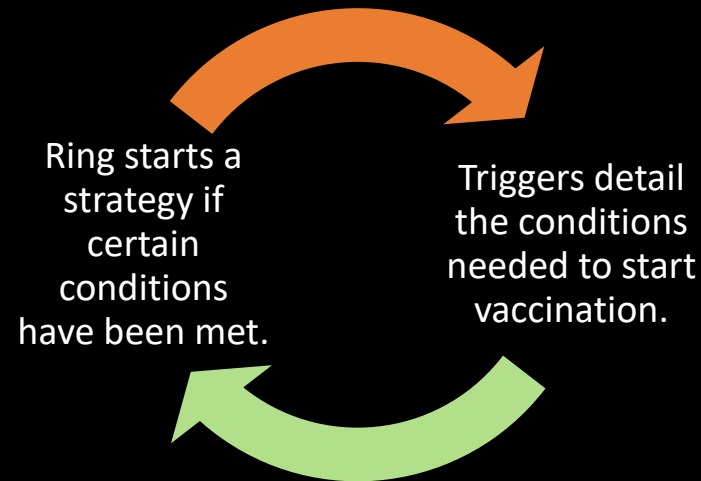 Ring starts a
strategy if
certain
conditions
have been met.
Triggers detail
the conditions
needed to start
vaccination.